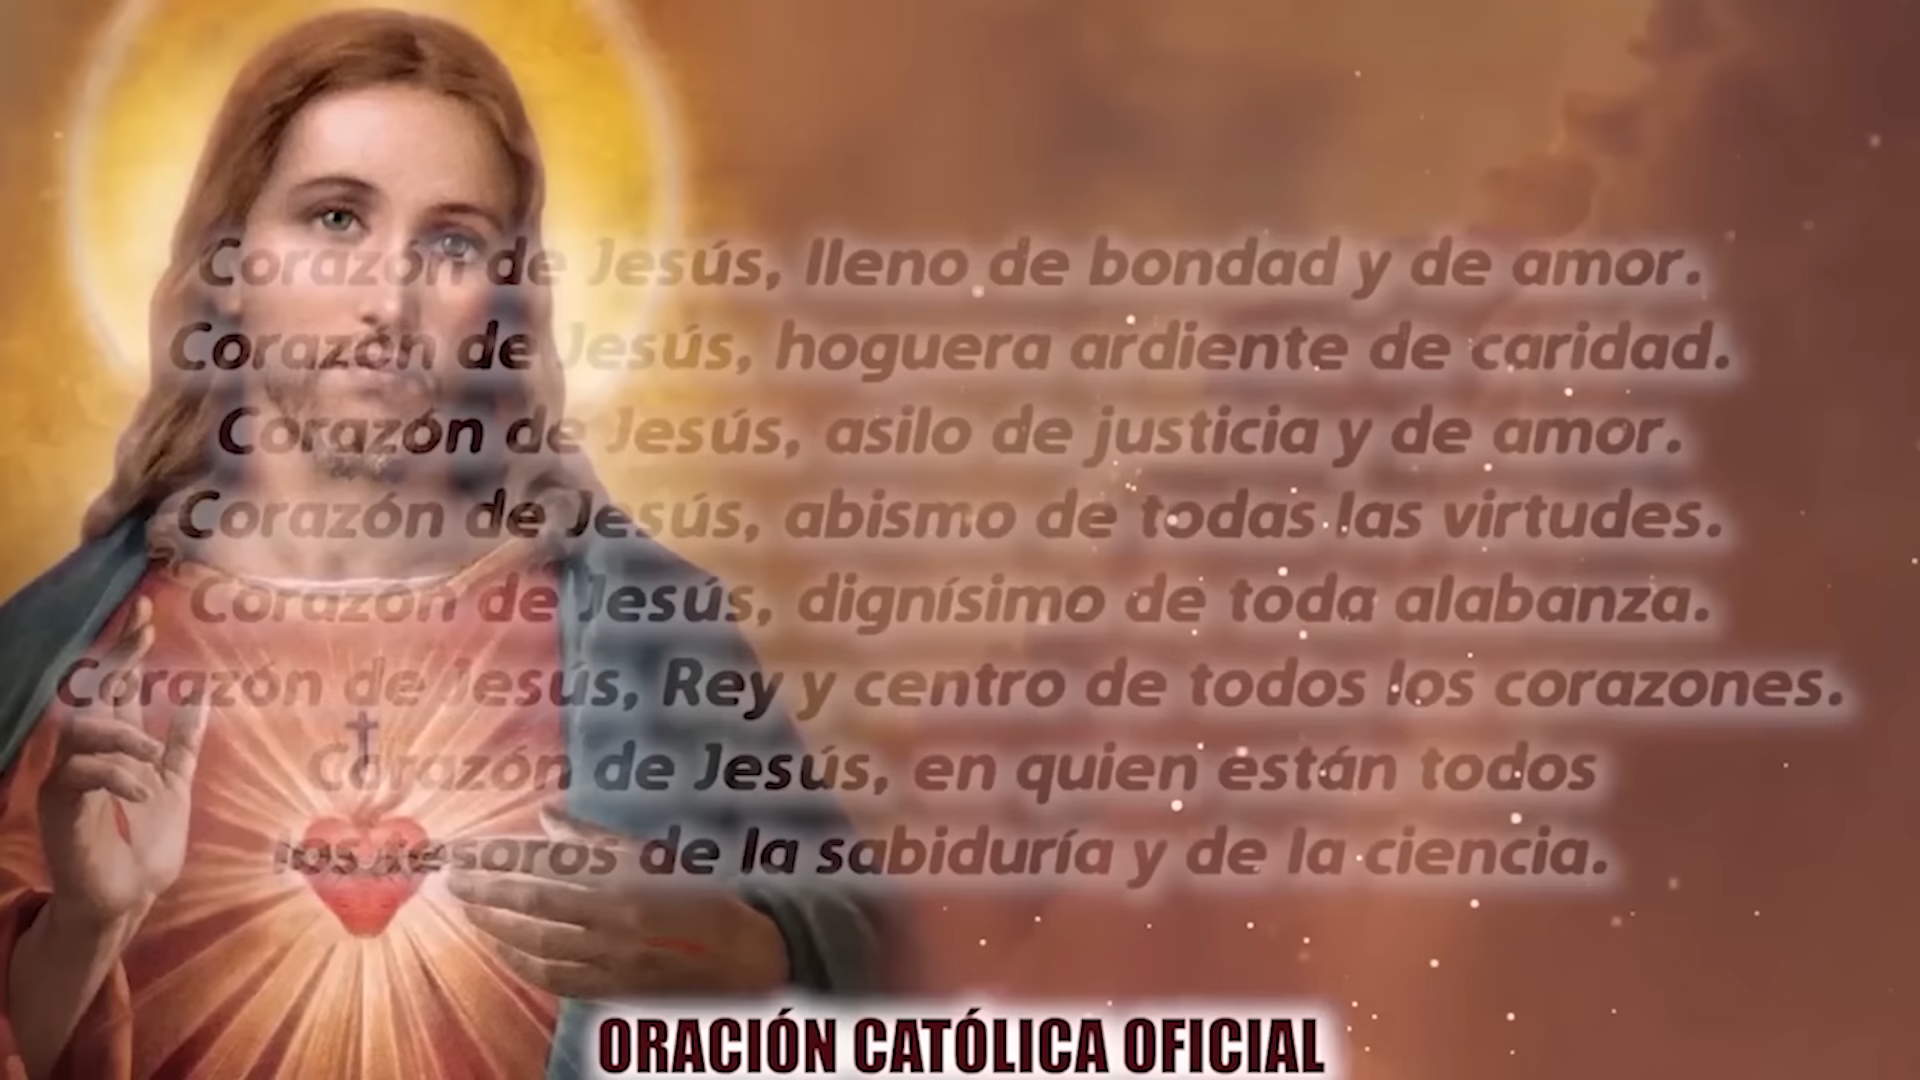 Corazón de Jesús, lleno de bondad y de amor.
Corazón de Jesús, hoguera ardiente de caridad.
Corazón de Jesús, asilo de justicia y de amor.
Corazón de Jesús, abismo de todas las virtudes.
Corazón de Jesús, dignísimo de toda alabanza.
Corazón de Jesús, Rey y centro de todos los corazones.
Corazón de Jesús, en quien están todos
los tesoros de la sabiduría y de la ciencia.
ORACIÓN CATÓLICA OFICIAL